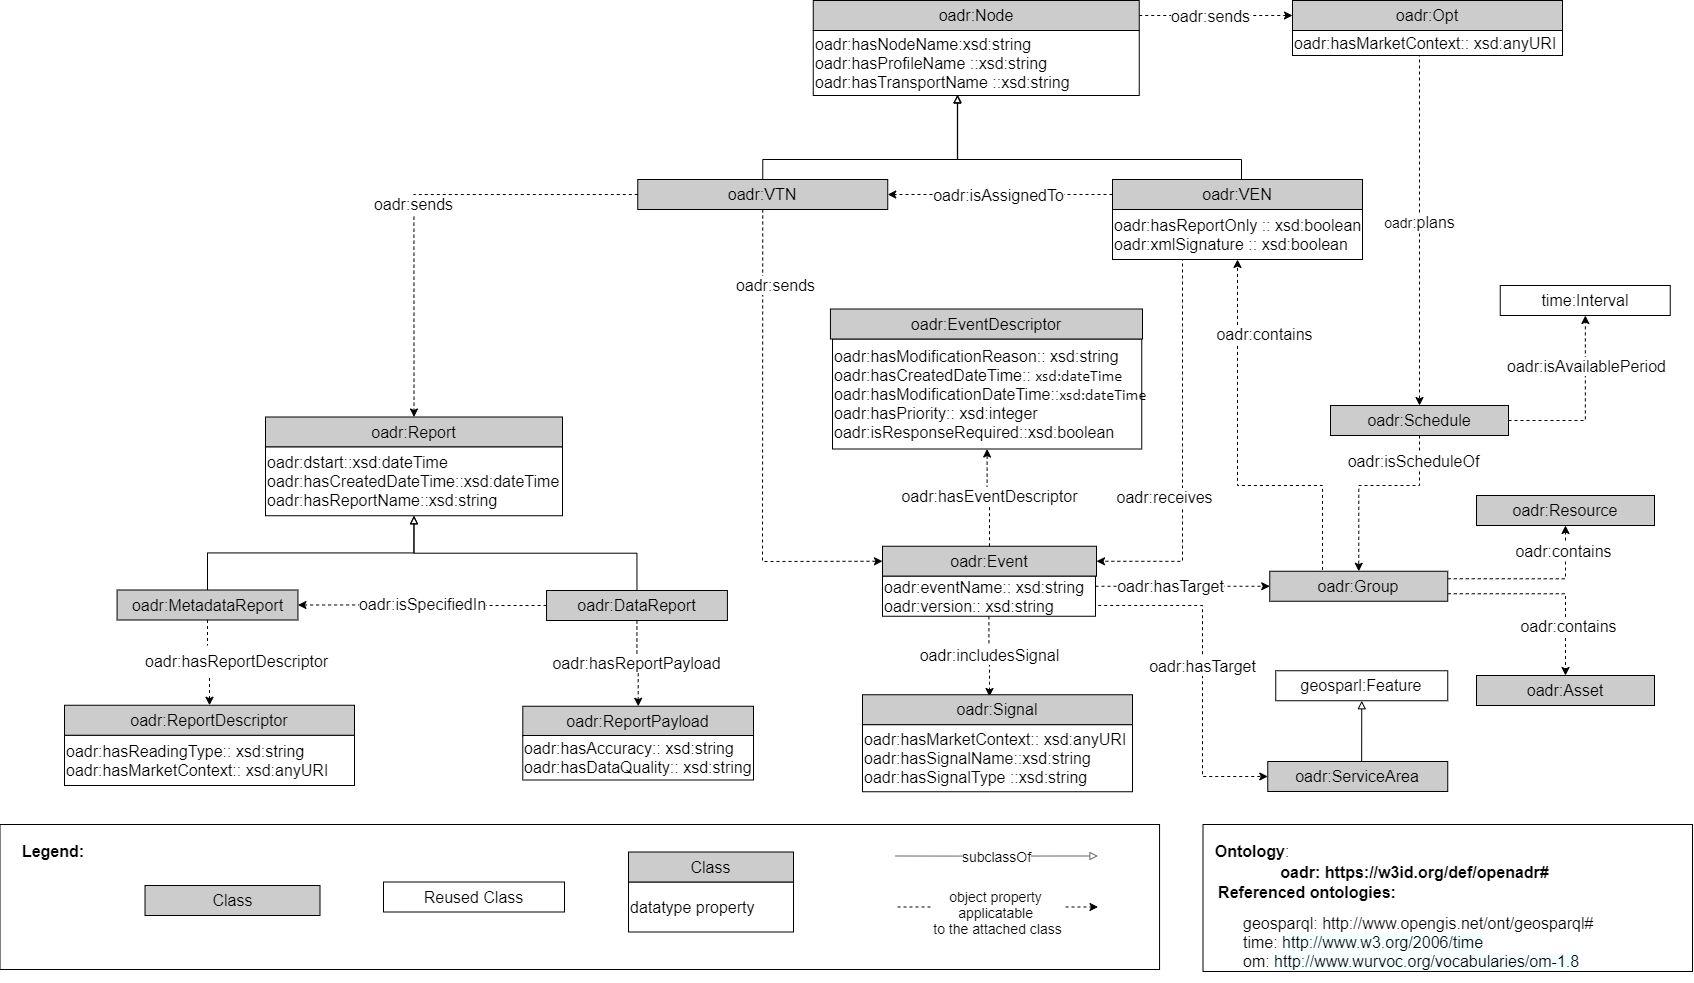 oadr:Node
oadr:hasNodeName:xsd:string
oadr:hasProfileName ::xsd:string
oadr:hasTransportName ::xsd:string
oadr:sends
oadr:Opt
oadr:hasMarketContext:: xsd:anyURI
oadr:sends
oadr:VTN
oadr:isAssignedTo
oadr:VEN
oadr:hasReportOnly :: xsd:boolean
oadr:xmlSignature :: xsd:boolean
oadr:plans
oadr:sends
time:Interval
oadr:EventDescriptor
oadr:hasModificationReason:: xsd:string
oadr:hasCreatedDateTime:: xsd:dateTime
oadr:hasModificationDateTime::xsd:dateTime
oadr:hasPriority:: xsd:integer
oadr:isResponseRequired::xsd:boolean
oadr:contains
oadr:isAvailablePeriod
oadr:Schedule
oadr:Report
oadr:dstart::xsd:dateTime
oadr:hasCreatedDateTime::xsd:dateTime
oadr:hasReportName::xsd:string
oadr:isScheduleOf
oadr:hasEventDescriptor
oadr:receives
oadr:Resource
oadr:contains
oadr:Event
oadr:eventName:: xsd:string
oadr:version:: xsd:string
oadr:hasTarget
oadr:Group
oadr:MetadataReport
oadr:isSpecifiedIn
oadr:DataReport
oadr:contains
oadr:hasReportDescriptor
oadr:hasReportPayload
oadr:includesSignal
oadr:hasTarget
geosparl:Feature
oadr:Asset
oadr:ReportDescriptor
oadr:hasReadingType:: xsd:string
oadr:hasMarketContext:: xsd:anyURI
oadr:ReportPayload
oadr:hasAccuracy:: xsd:string
oadr:hasDataQuality:: xsd:string
oadr:Signal
oadr:hasMarketContext:: xsd:anyURI
oadr:hasSignalName::xsd:string
oadr:hasSignalType ::xsd:string
oadr:ServiceArea
Legend:
Class
Reused Class
Class
datatype property
subclassOf
object property
applicatable
to the attached class
Ontology:
oadr: https://w3id.org/def/openadr#
Referenced ontologies:
geosparql: http://www.opengis.net/ont/geosparql#
time: http://www.w3.org/2006/time
om: http://www.wurvoc.org/vocabularies/om-1.8